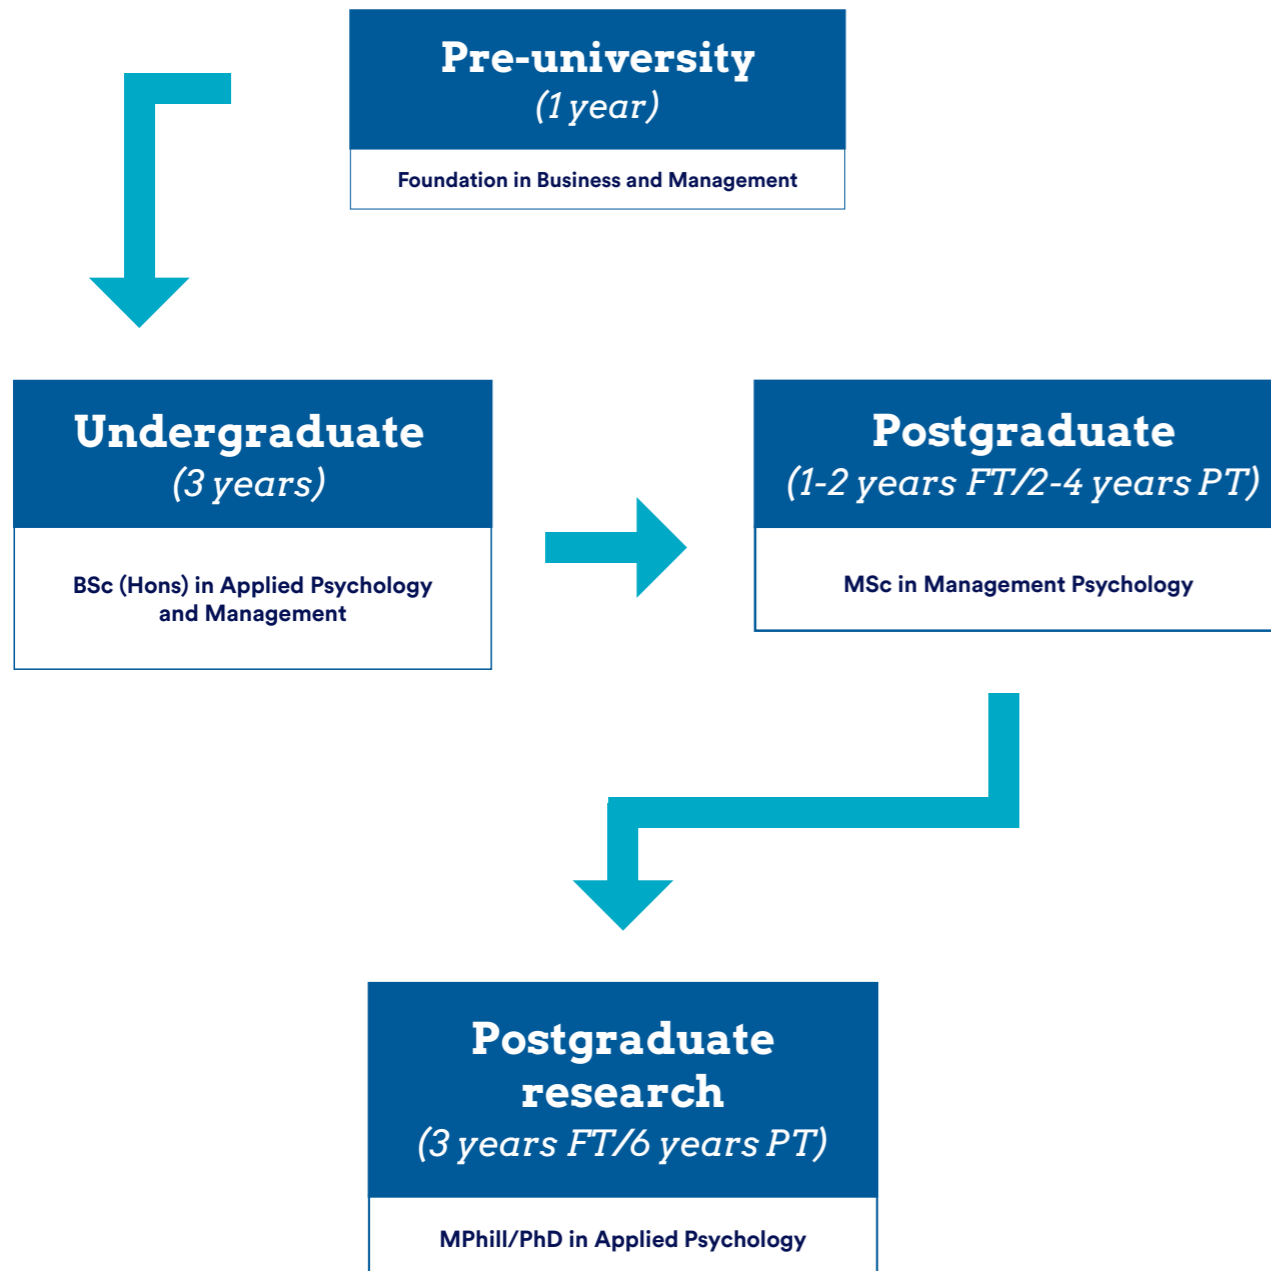 Pre-university
(1 year)
Foundation in Business and Management
Undergraduate
(3 years)
BSc (Hons) in Applied Psychology
and Management
Postgraduate
(1-2 years FT/2-4 years PT)
MSc in Management Psychology
Postgraduate
research
(3 years FT/6 years PT)
MPhill/PhD in Applied Psychology